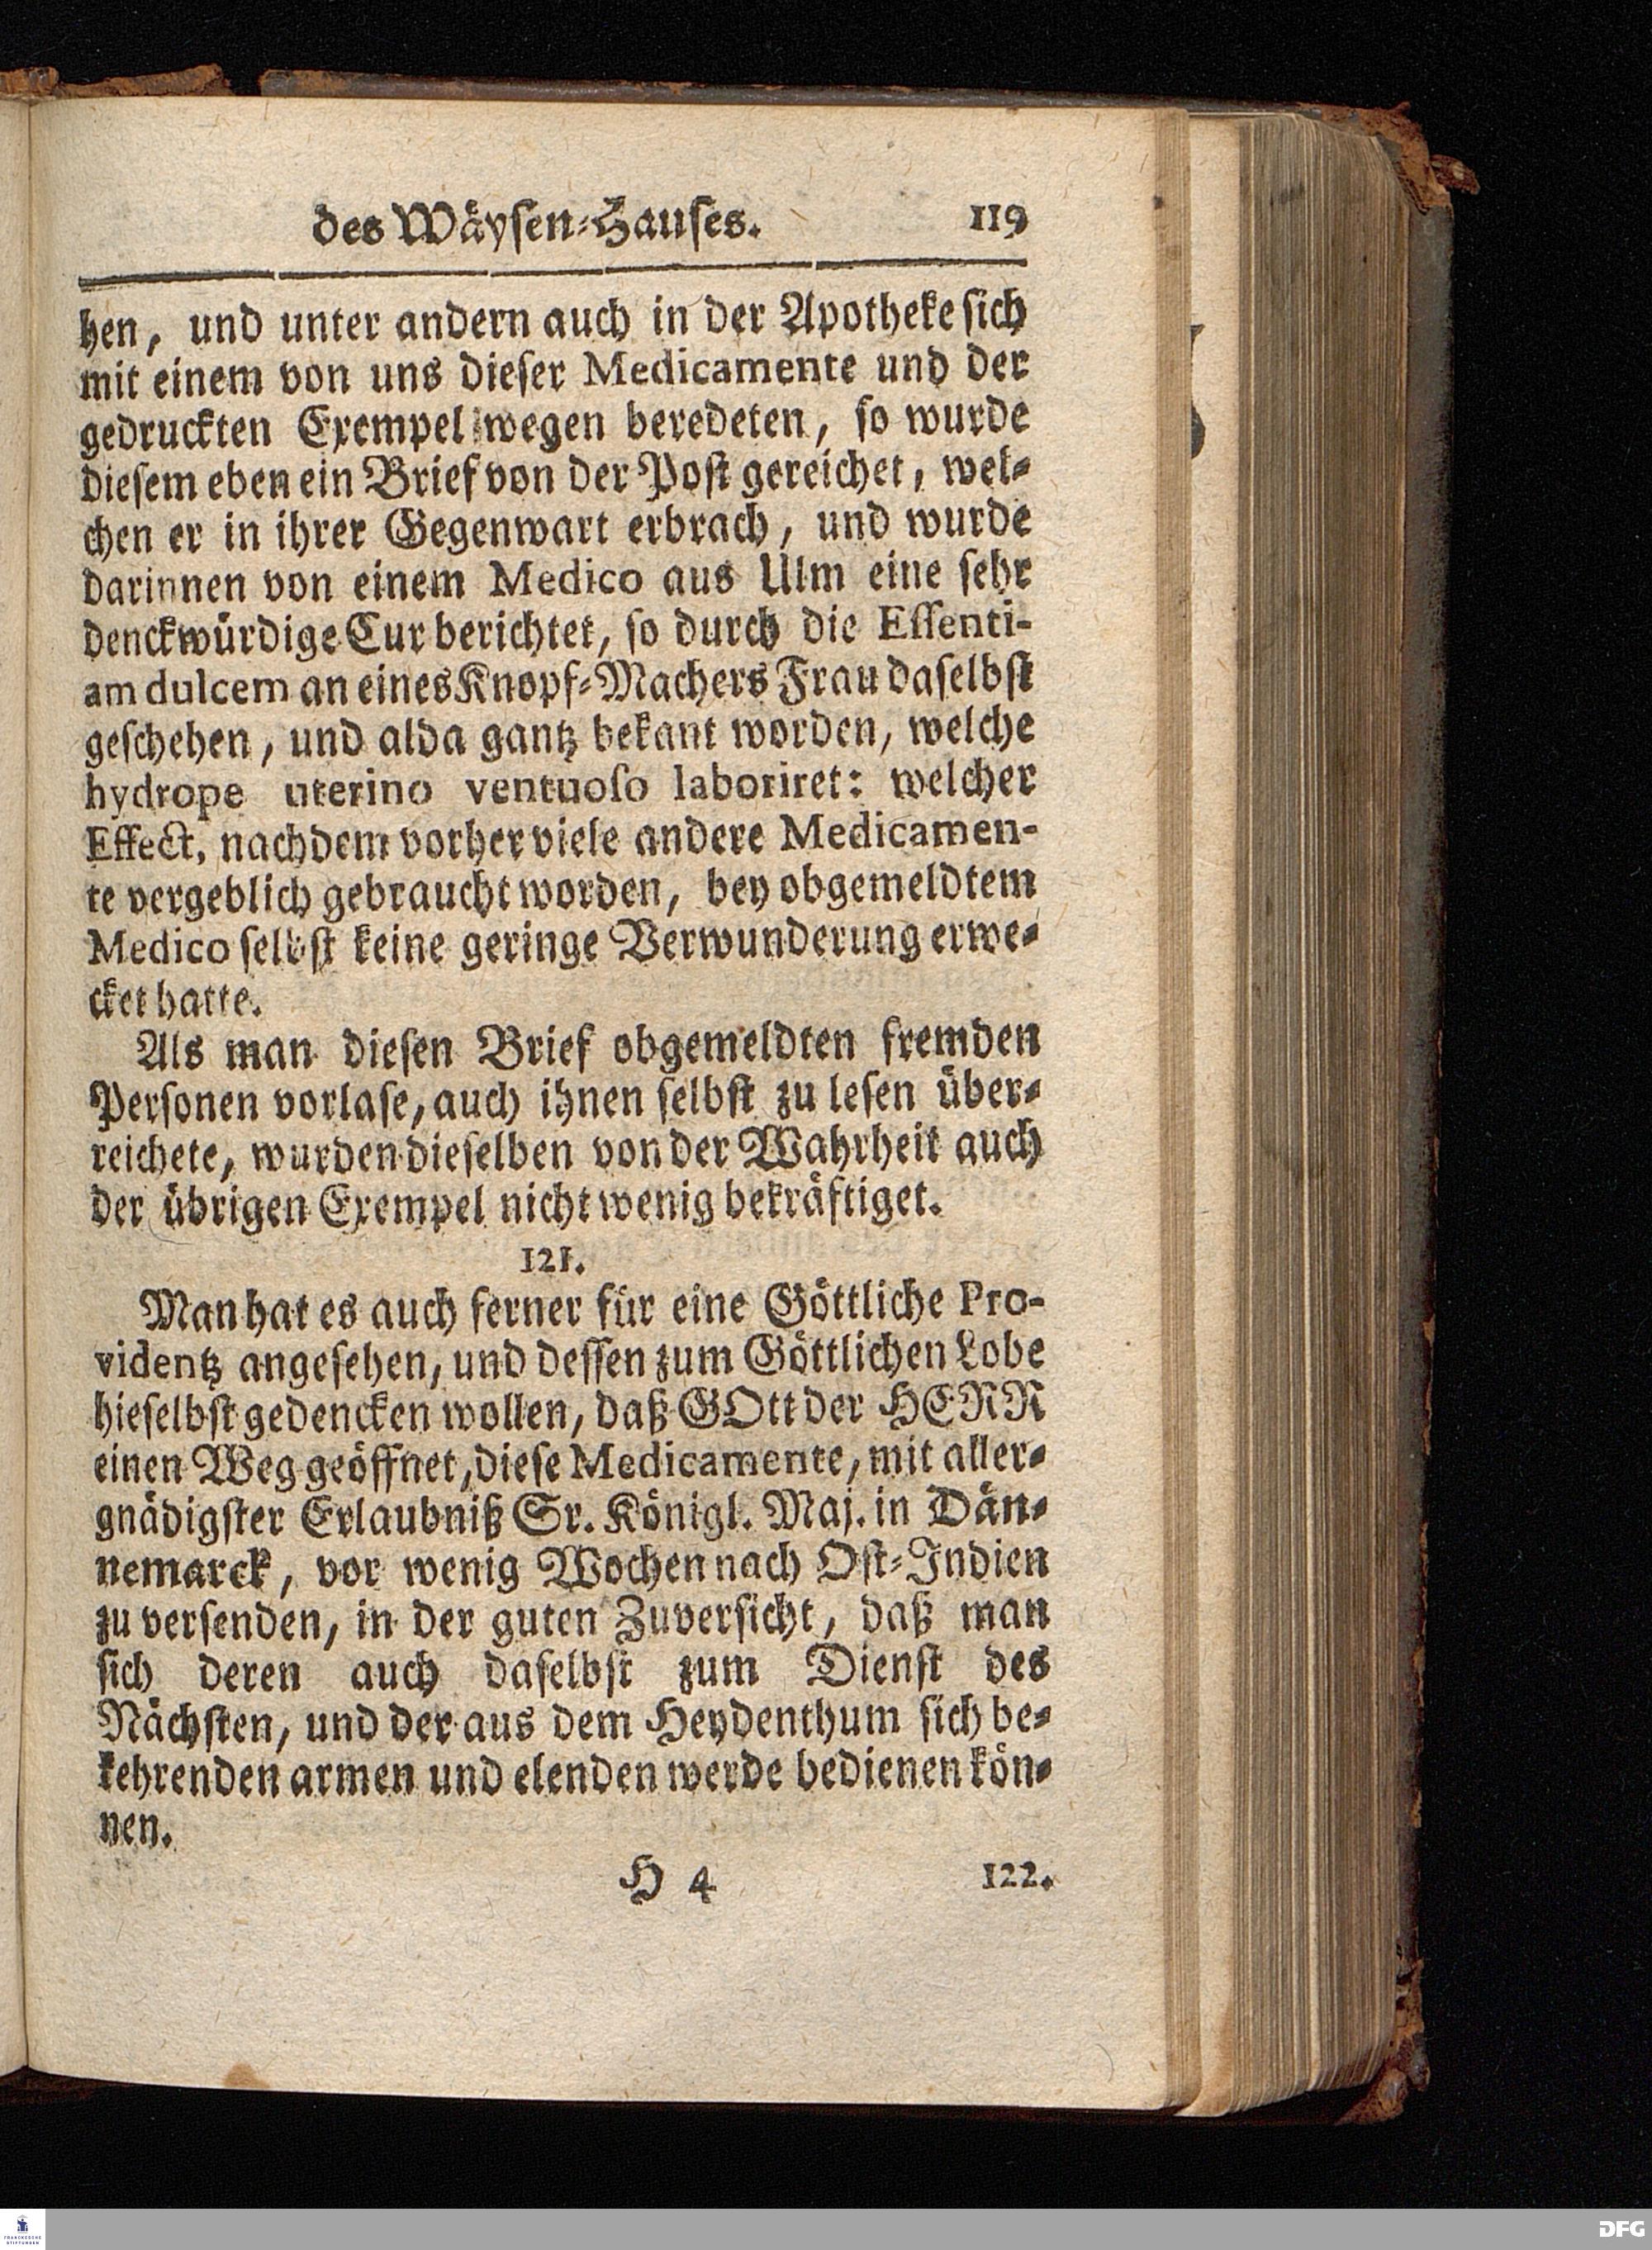 des Wäysen-Hauses. 119
hen, und unter andern auch in der Apotheke sich
mit einem von uns dieser Medicamente und der
gedruckten Exempel wegen beredeten, so wurde
diesem eben ein Brief von der Post gereichet, wel-
chen er in ihrer Gegenwart erbrach, und wurde
darinnen von einem Medico aus Ulm eine sehr
denckwürdige Cur berichtet, so durch die Essenti-
am dulcem an eines Knopf-Machers Frau daselbst
geschehen, und alda gantz bekant worden, welche
hydrope uterino ventuoso laboriret: welcher
Effect, nachdem vorher viele andere Medicamen-
te vergeblich gebraucht worden, bey obgemeldtem
Medico selbst keine geringe Verwunderung erwe-
cket hatte.
Als man diesen Brief obgemeldten fremden
Personen vorlase, auch ihnen selbst zu lesen über-
reichete, wurden dieselben von der Wahrheit auch
der übrigen Exempel nicht wenig bekräftiget.
121.
Man hat es auch ferner für eine Göttliche Pro-
videntz angesehen, und dessen zum Göttlichen Lobe
hieselbst gedencken wollen, daß GOtt der HERR
einen Weg geöffnet, diese Medicamente, mit aller-
gnädigster Erlaubniß Sr. Königl. Maj. in Dän-
nemarck, vor wenig Wochen nach Ost-Indien
zu versenden, in der guten Zuversicht, daß man
sich deren auch daselbst zum Dienst des
Nächsten, und der aus dem Heydenthum sich be-
kehrenden armen und elenden werde bedienen kön-
nen.
H 4 122.
FRANCKESCHE
STIFTUNGEN
DFG